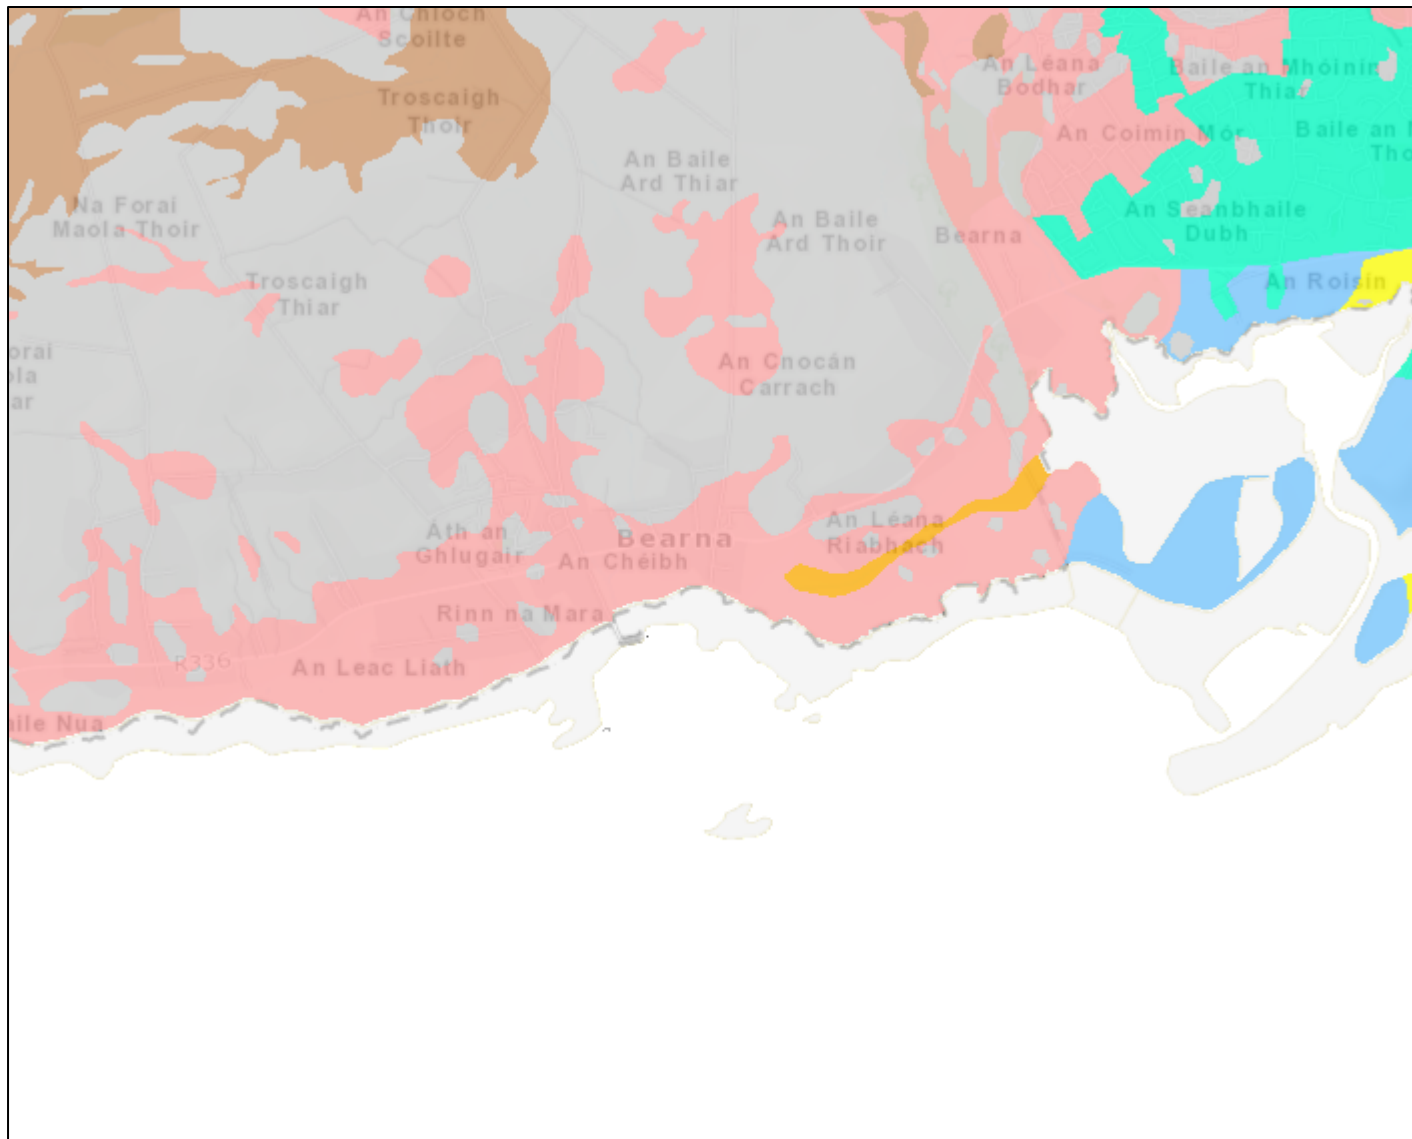 An Chloch
Scoilte
Troscaigh
Thoir
An Léana
Bodhar
Baile an Mhóinín
Thiar
An Coimín Mór
Baile an
Tho
An Baile
Ard Thiar
Na Forai
Maola Thoir
An Baile
Ard Thoir
An Seanbhaile
Dubh
Bearna
Troscaigh
Thiar
An Roisín
orai
ola
ar
An Cnocán
Carrach
Áth an
Ghlugair
Bearna
An Chéibh
An Léana
Riabhach
Rinn na Mara
R336
An Leac Liath
aile Nua